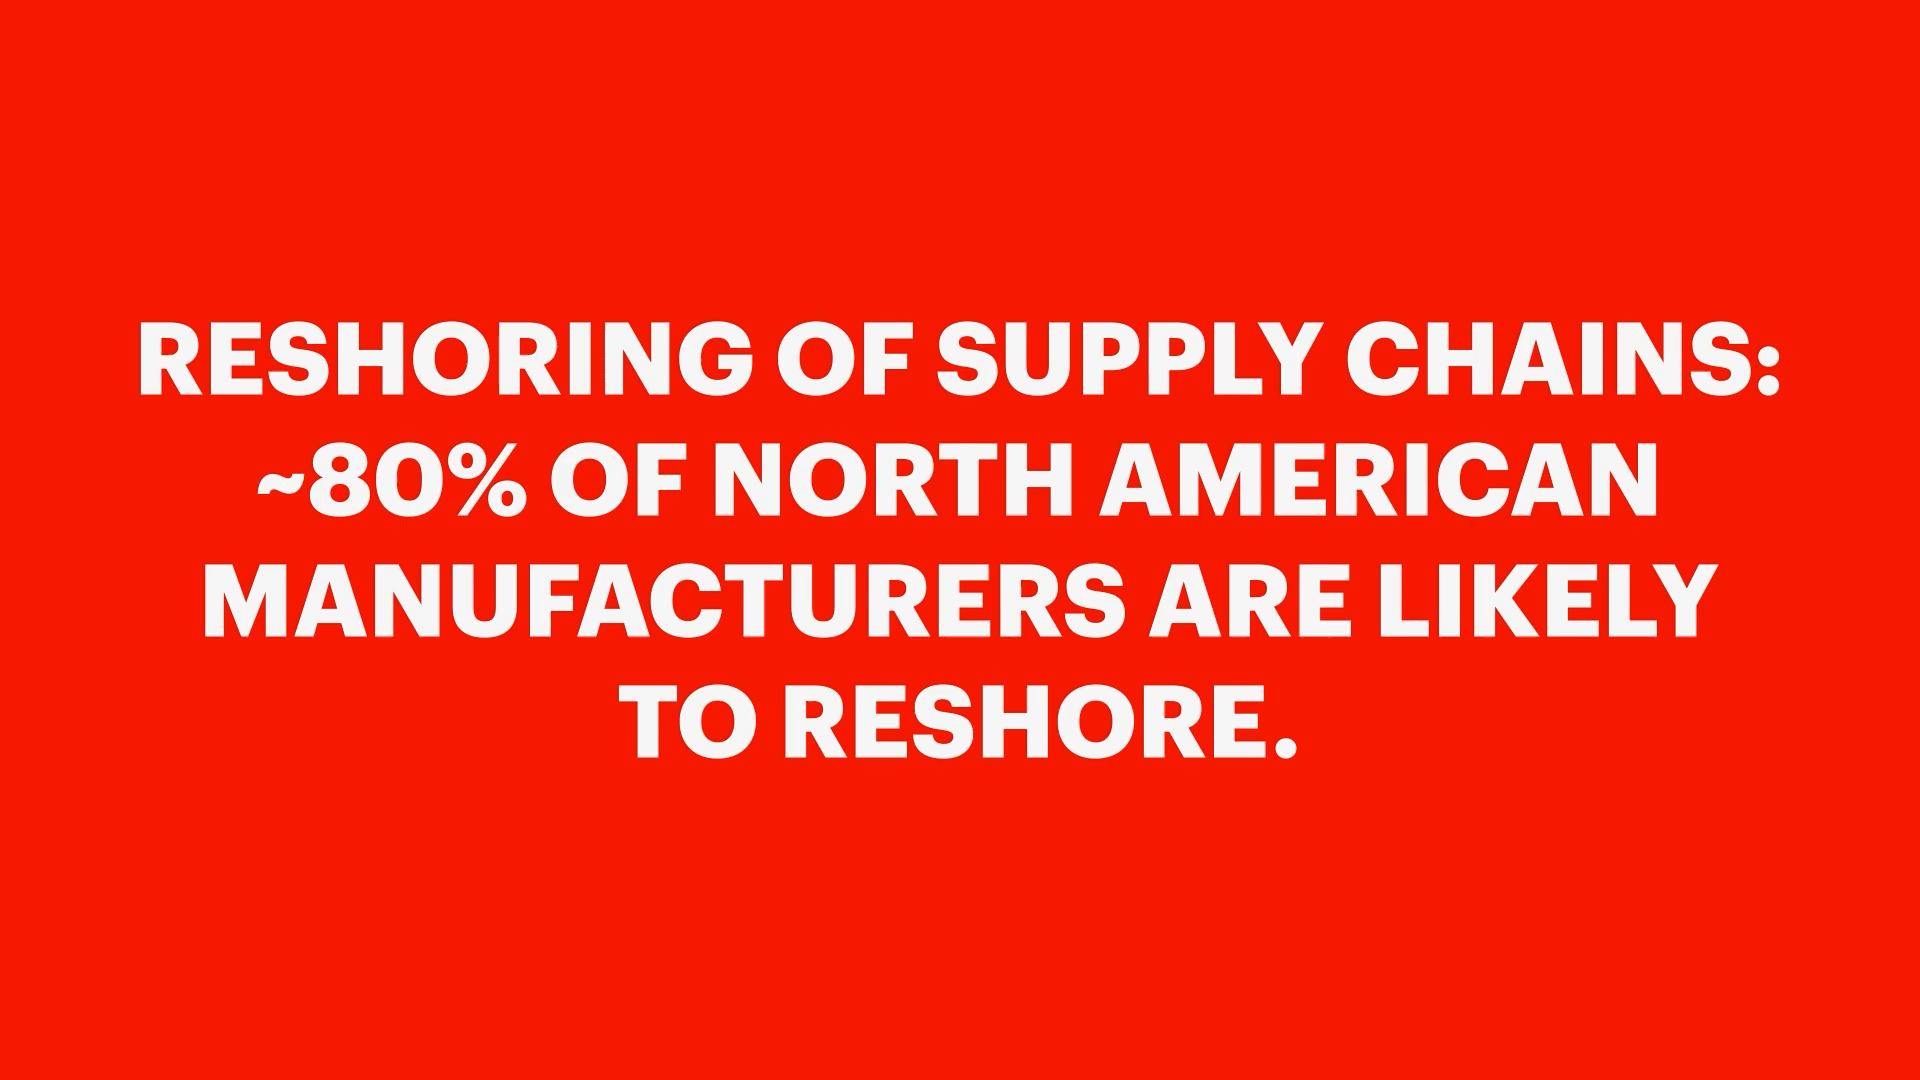 RESHORING OF SUPPLY CHAINS:
~80% OF NORTH AMERICAN
MANUFACTURERS ARE LIKELY
TO RESHORE.